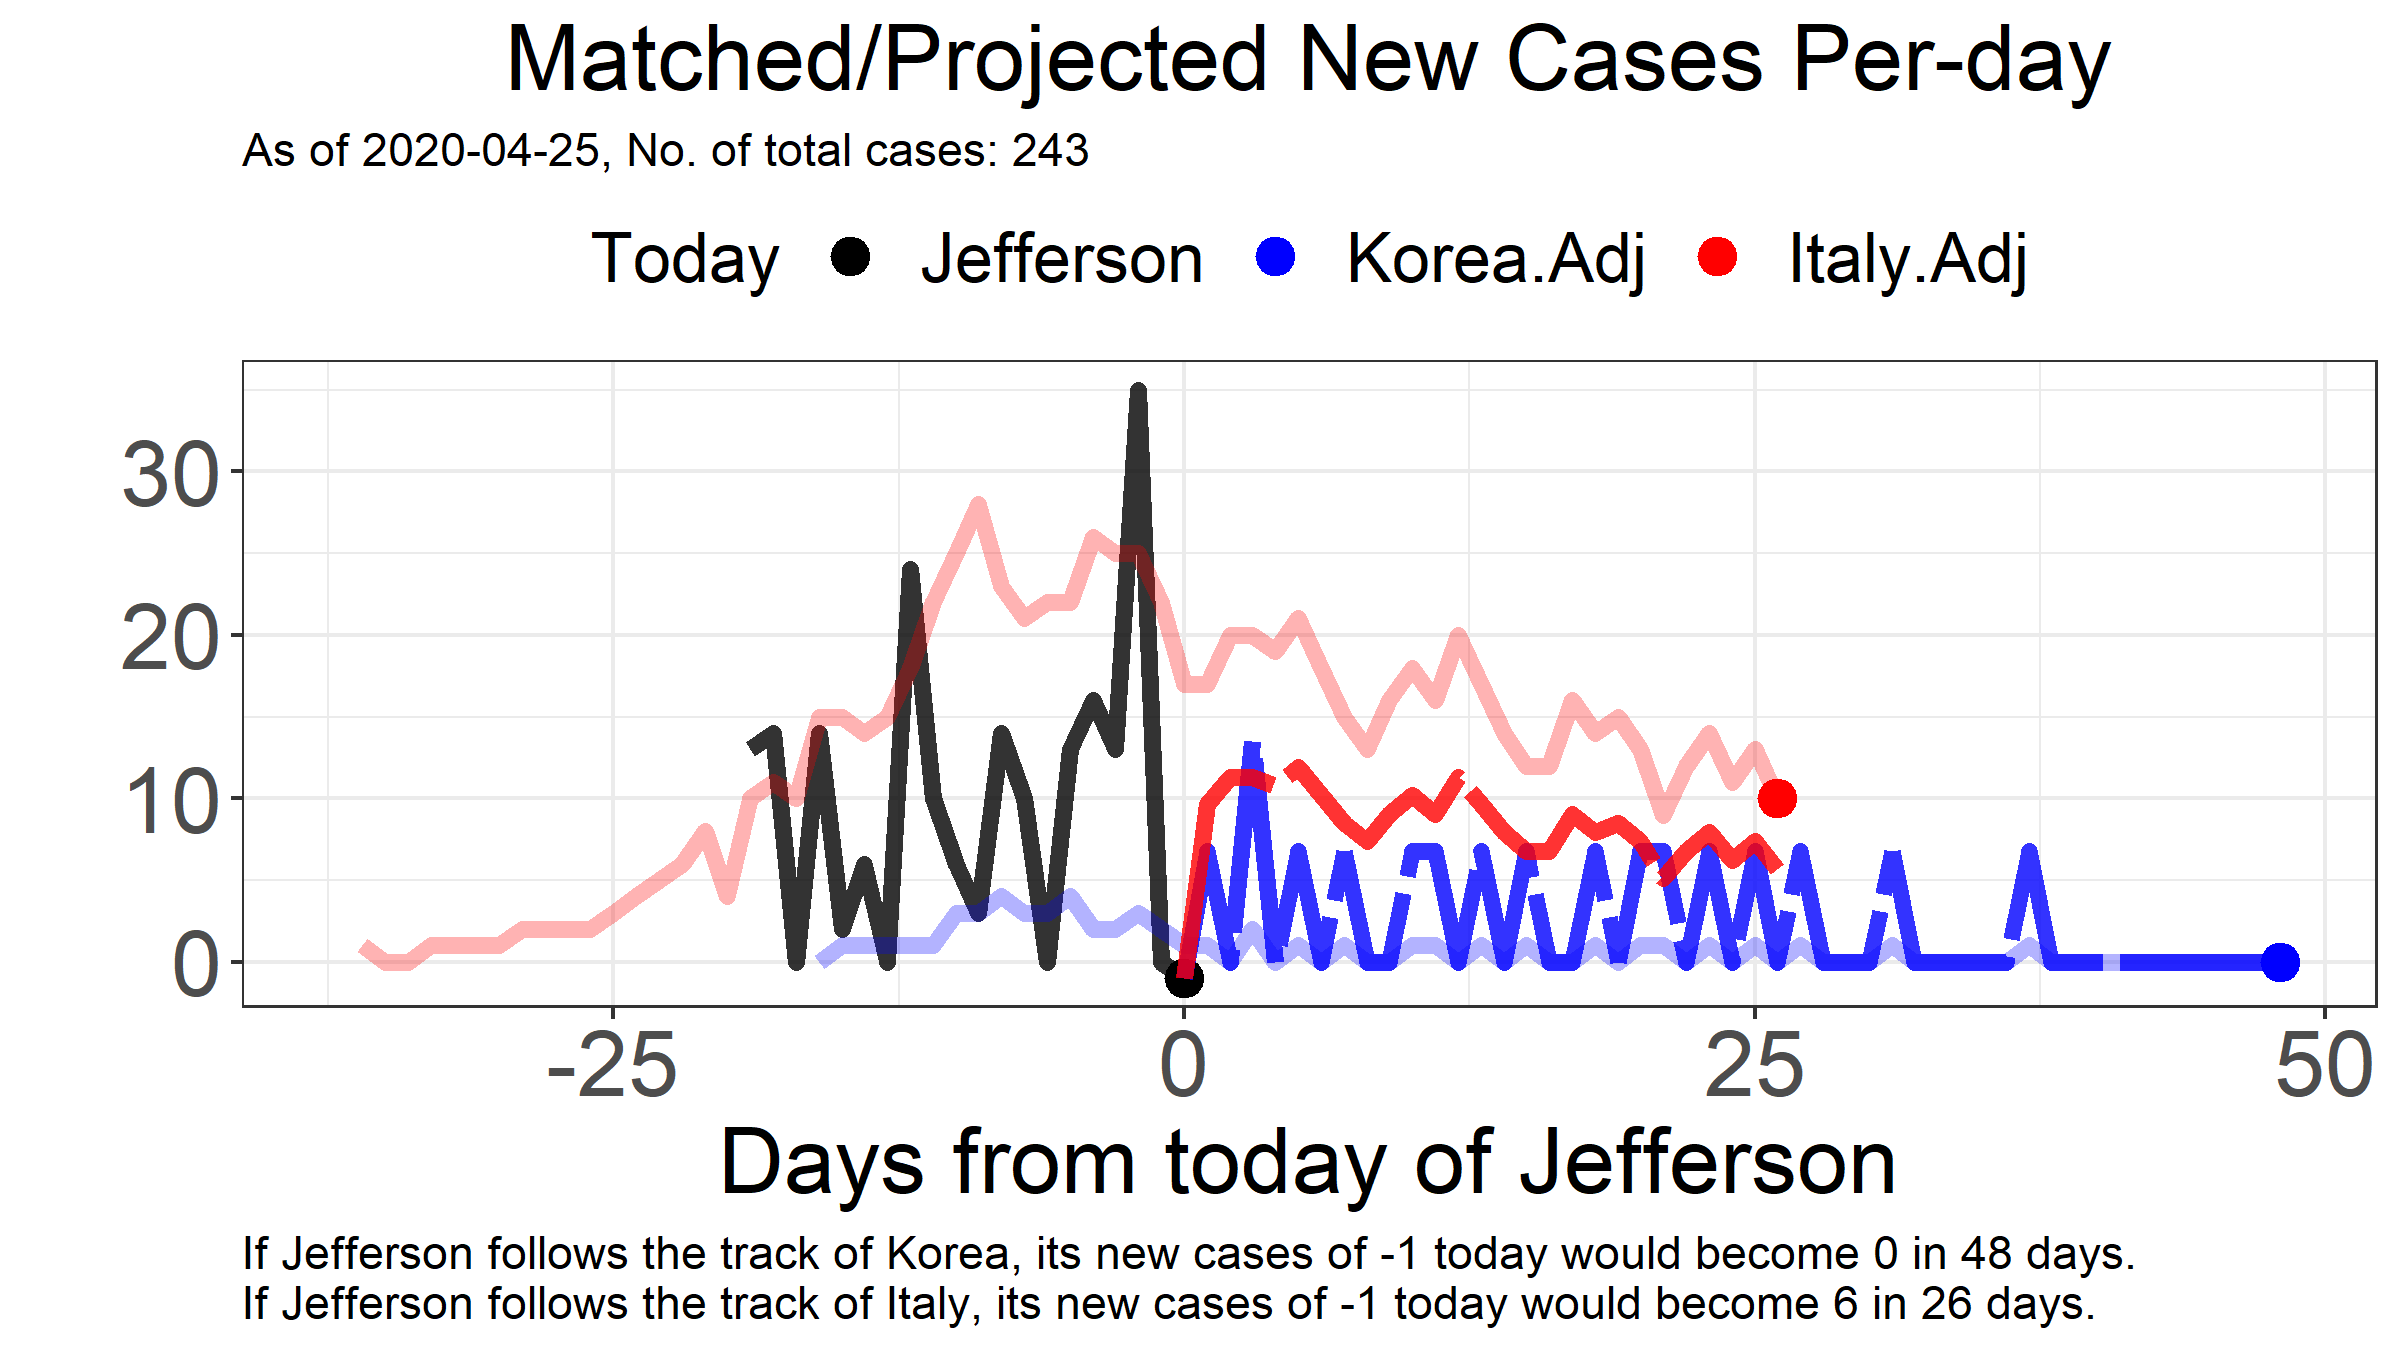 Matched/Projected New Cases Per-day
As of 2020-04-25, No. of total cases: 243
Today Jefferson Korea.Adj Italy.Adj
30
20
10
0
-25 0 25 50
Days from today of Jefferson
If Jefferson follows the track of Korea, its new cases of -1 today would become 0 in 48 days.
If Jefferson follows the track of Italy, its new cases of -1 today would become 6 in 26 days.